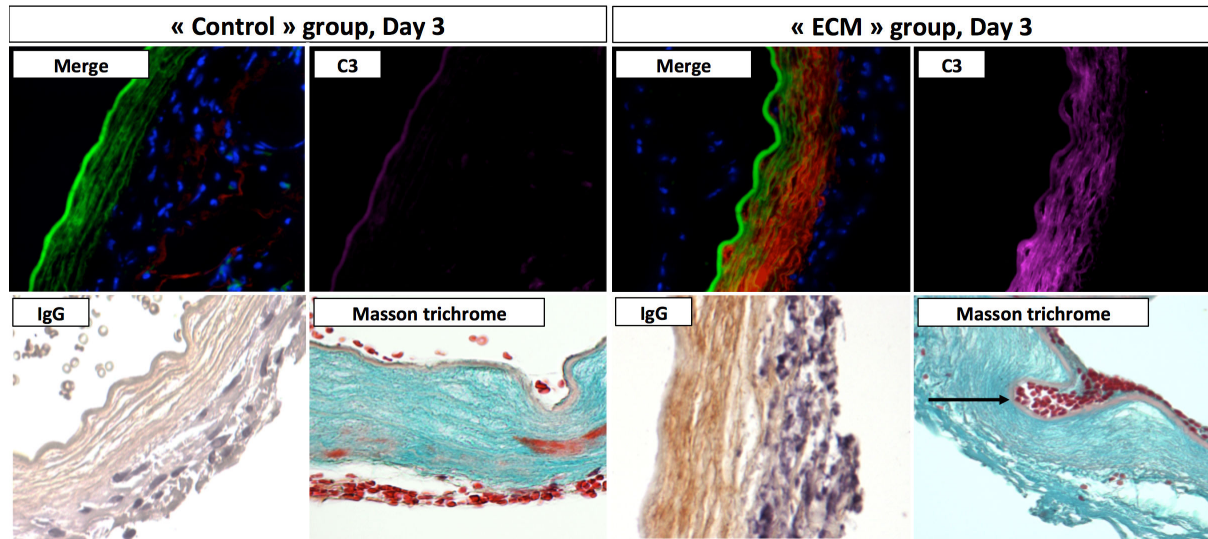 « Control » group, Day 3
« ECM » group, Day 3
Merge
C3
Merge
C3
IgG
Masson trichrome
IgG
Masson trichrome